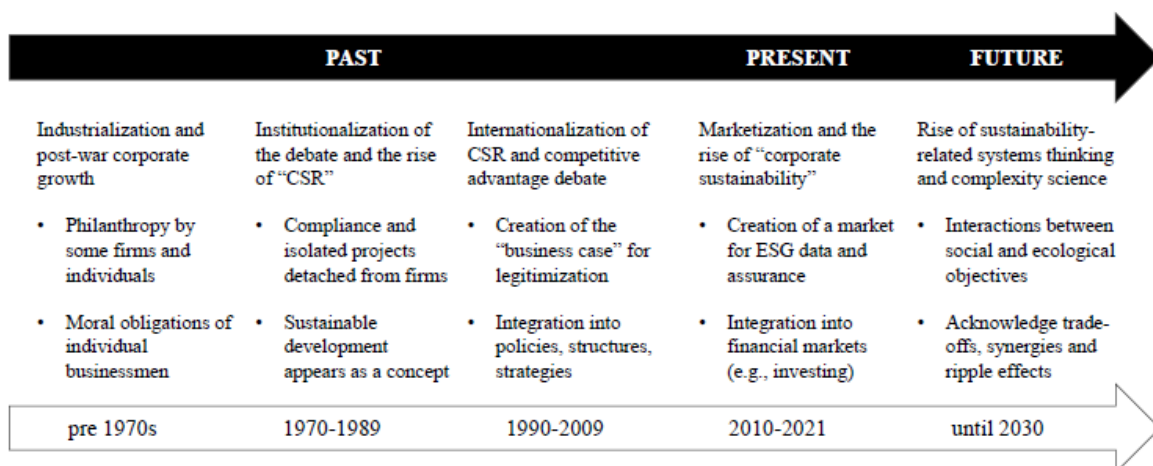 PAST
PRESENT
FUTURE
Industrialization and
post-war corporate
growth
• Philanthropy by
some firms and
individuals
• Moral obligations of
individual
businessmen
Institutionalization of
the debate and the rise
of “CSR”
• Compliance and
isolated projects
detached from firms
• Sustainable
development
appears as a concept
Internationalization of
CSR and competitive
advantage debate
• Creation of the
“business case” for
legitimization
• Integration into
policies, structures,
strategies
Marketization and the
rise of “corporate
sustainability”
• Creation of a market
for ESG data and
assurance
• Integration into
financial markets
(e.g., investing)
Rise of sustainability-
related systems thinking
and complexity science
• Interactions between
social and ecological
objectives
• Acknowledge trade-
offs, synergies and
ripple effects
pre 1970s
1970-1989
1990-2009
2010-2021
until 2030